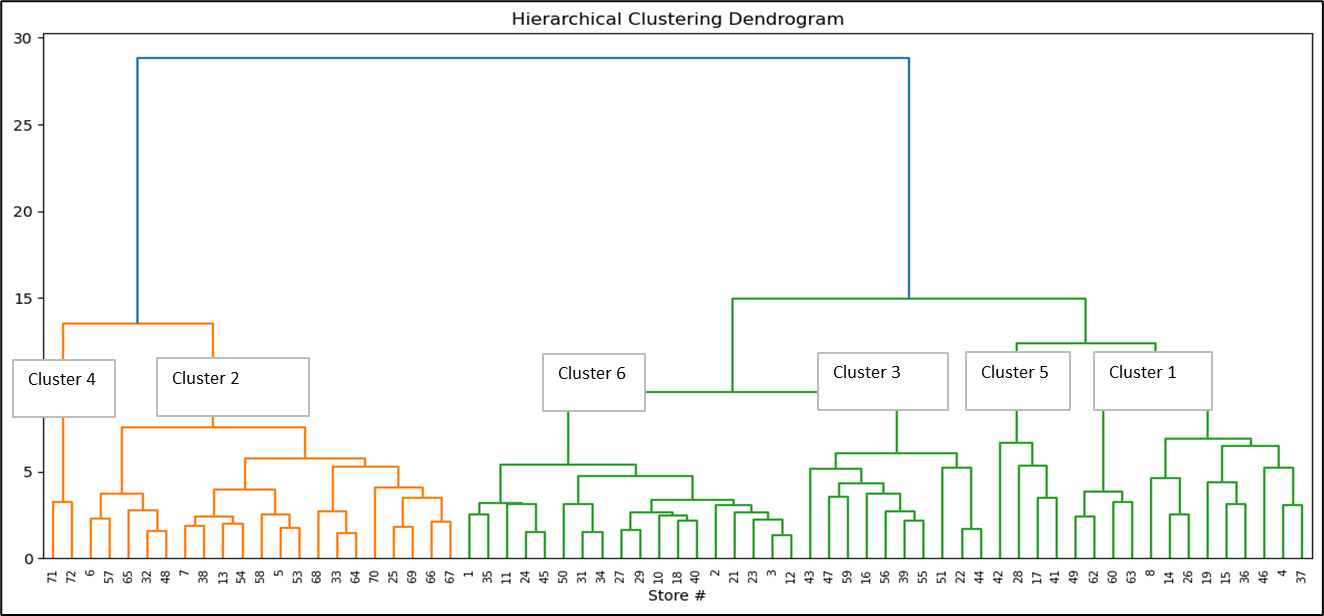 Hierarchical Clustering Dendrogram
30
25
20
15
Cluster 4
Cluster 2
Cluster 6
Cluster 3
Cluster 5
Cluster 1
5
0
71 72 6 57 65 32 48 7 38 13 54 58 5 53 68 33 64 70 25 69 66 67 1 35 11 24 45 50 31 34 27 29 10 18 40 2 21 23 3 12 43 47 59 16 56 39 55 51 22 44 42 28 17 41 49 62 60 63 8 14 26 19 15 36 46 4 37
Store #